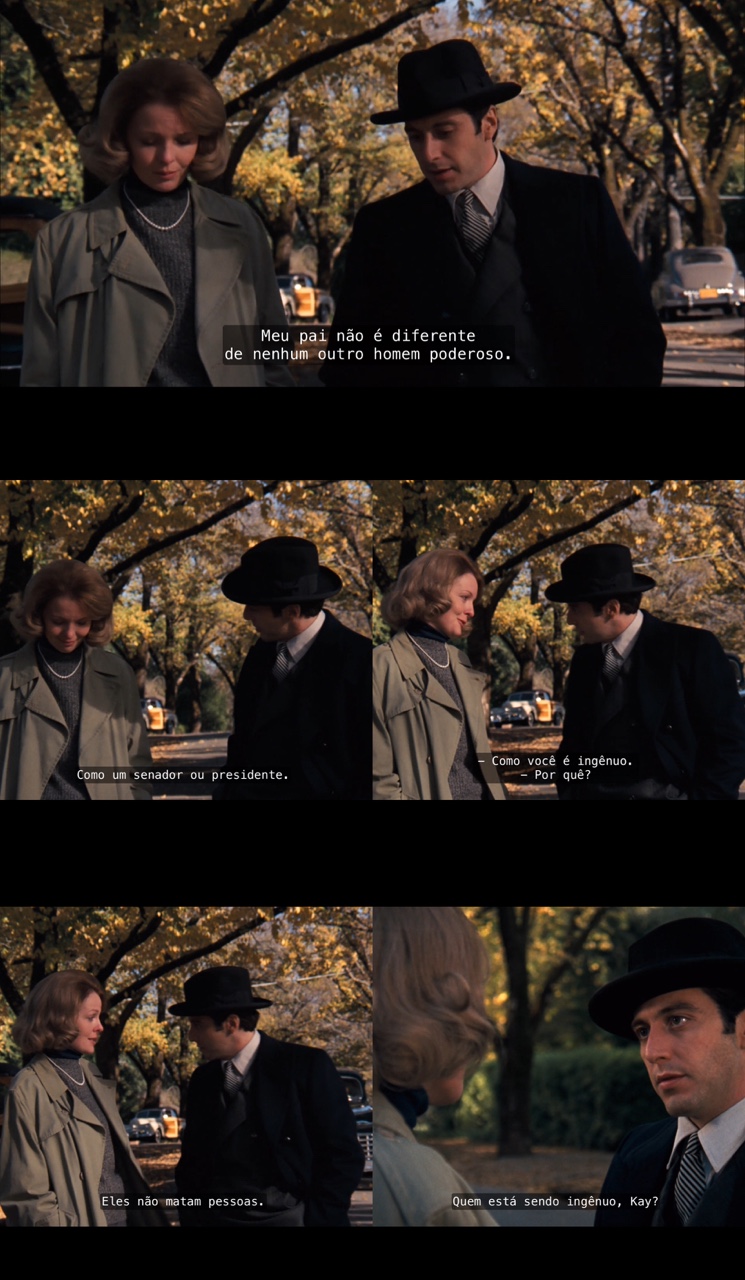 Meu pai não é diferente
de nenhum outro homem poderoso.
Como um senador ou presidente.
– Como você é ingênuo.
– Por quê?
Eles não matam pessoas.
Quem está sendo ingênuo, Kay?